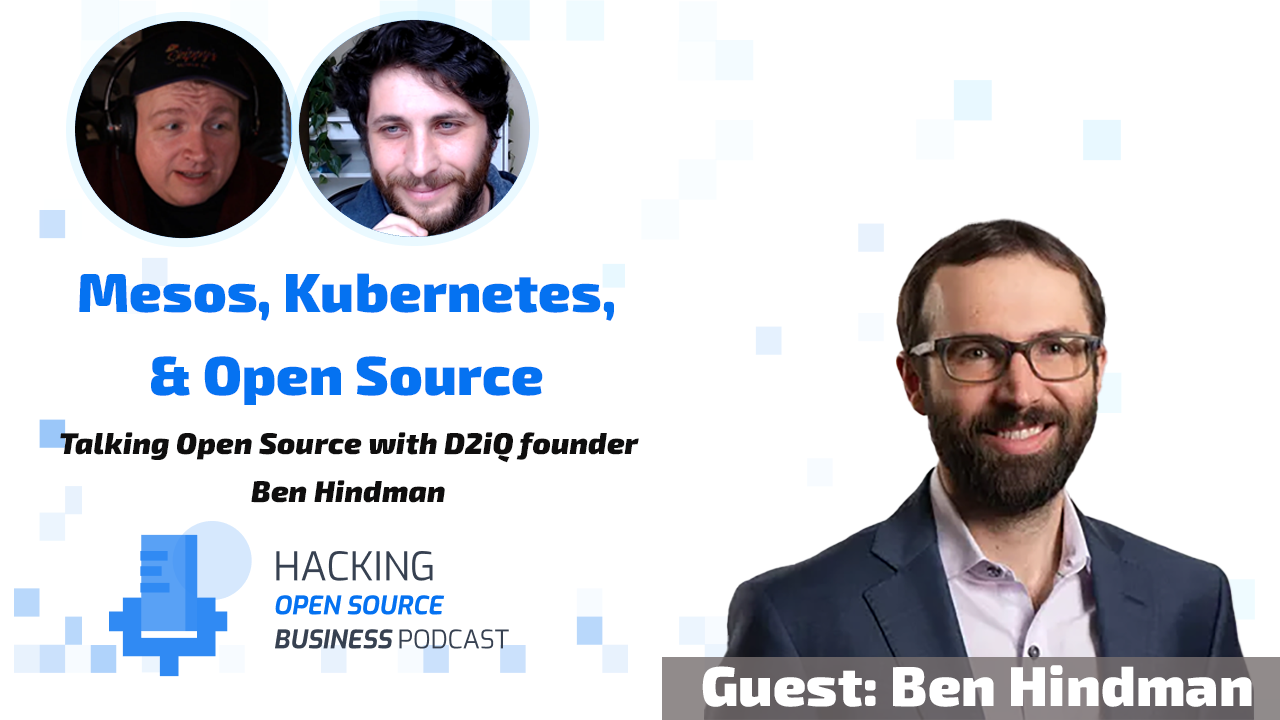 Mesos, Kubernetes,
& Open Source
Talking Open Source with D2iQ founder
Ben Hindman
HACKING
OPEN SOURCE
BUSINESS PODCAST
Guest: Ben Hindman